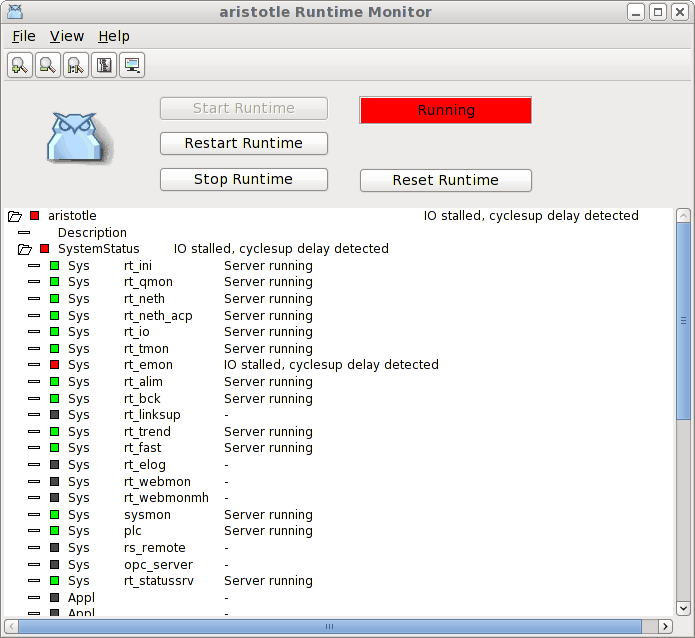 aristotle Runtime Monitor
File View Help
Start Runtime Running
Restart Runtime
Stop Runtime Reset Runtime
aristotle IO stalled, cyclesup delay detected
Description
SystemStatus IO stalled, cyclesup delay detected
Sys rt_ini Server running
Sys rt_qmon Server running
Sys rt_neth Server running
Sys rt_neth_acp Server running
Sys rt_io Server running
Sys rt_tmon Server running
Sys rt_emon IO stalled, cyclesup delay detected
Sys rt_alim Server running
Sys rt_bck Server running
Sys rt_linksup -
Sys rt_trend Server running
Sys rt_fast Server running
Sys rt_elog -
Sys rt_webmon -
Sys rt_webmonmh -
Sys sysmon Server running
Sys plc Server running
Sys rs_remote -
Sys opc_server -
Sys rt_statussrv Server running
Appl -
Appl -